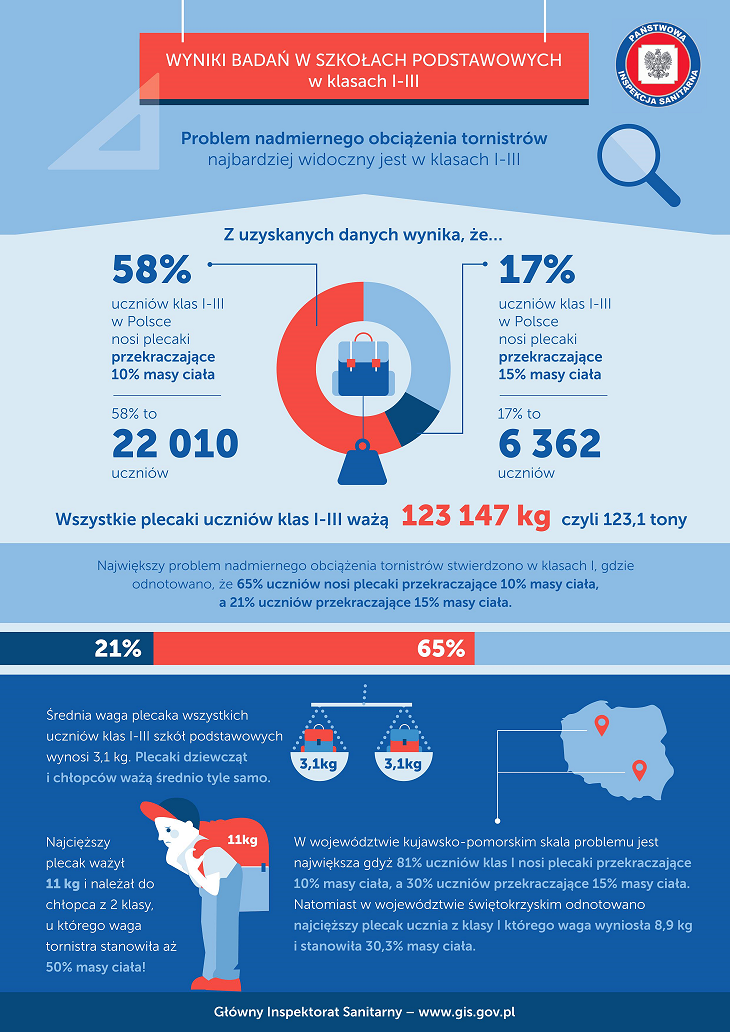 WYNIKI BADAŃ W SZKOŁACH PODSTAWOWYCH
w klasach I-III
PAŃSTWOWA
INSPEKCJA SANITARNA
Problem nadmiernego obciążenia tornistrów
najbardziej widoczny jest w klasach I-III
Z uzyskanych danych wynika, że...
58%
uczniów klas I-III
w Polsce
nosi plecaki
przekraczające
10% masy ciała
58% to
22 010
uczniów
17%
uczniów klas I-III
w Polsce
nosi plecaki
przekraczające
15% masy ciała
17% to
6 362
uczniów
Wszystkie plecaki uczniów klas I-III ważą 123 147 kg czyli 123,1 tony
Największy problem nadmiernego obciążenia tornistrów stwierdzono w klasach I, gdzie
odnotowano, że 65% uczniów nosi plecaki przekraczające 10% masy ciała,
a 21% uczniów przekraczające 15% masy ciała.
21% 65%
Średnia waga plecaka wszystkich
uczniów klas I-III szkół podstawowych
wynosi 3,1 kg. Plecaki dziewcząt
i chłopców ważą średnio tyle samo.
3,1kg 3,1kg
Najcięższy
plecak ważył
11 kg i należał do
chłopca z 2 klasy,
u którego waga
tornistra stanowiła aż
50% masy ciała!
11kg
W województwie kujawsko-pomorskim skala problemu jest
największa gdyż 81% uczniów klas I nosi plecaki przekraczające
10% masy ciała, a 30% uczniów przekraczające 15% masy ciała.
Natomiast w województwie świętokrzyskim odnotowano
najcięższy plecak ucznia z klasy I którego waga wyniosła 8,9 kg
i stanowiła 30,3% masy ciała.
Główny Inspektorat Sanitarny – www.gis.gov.pl